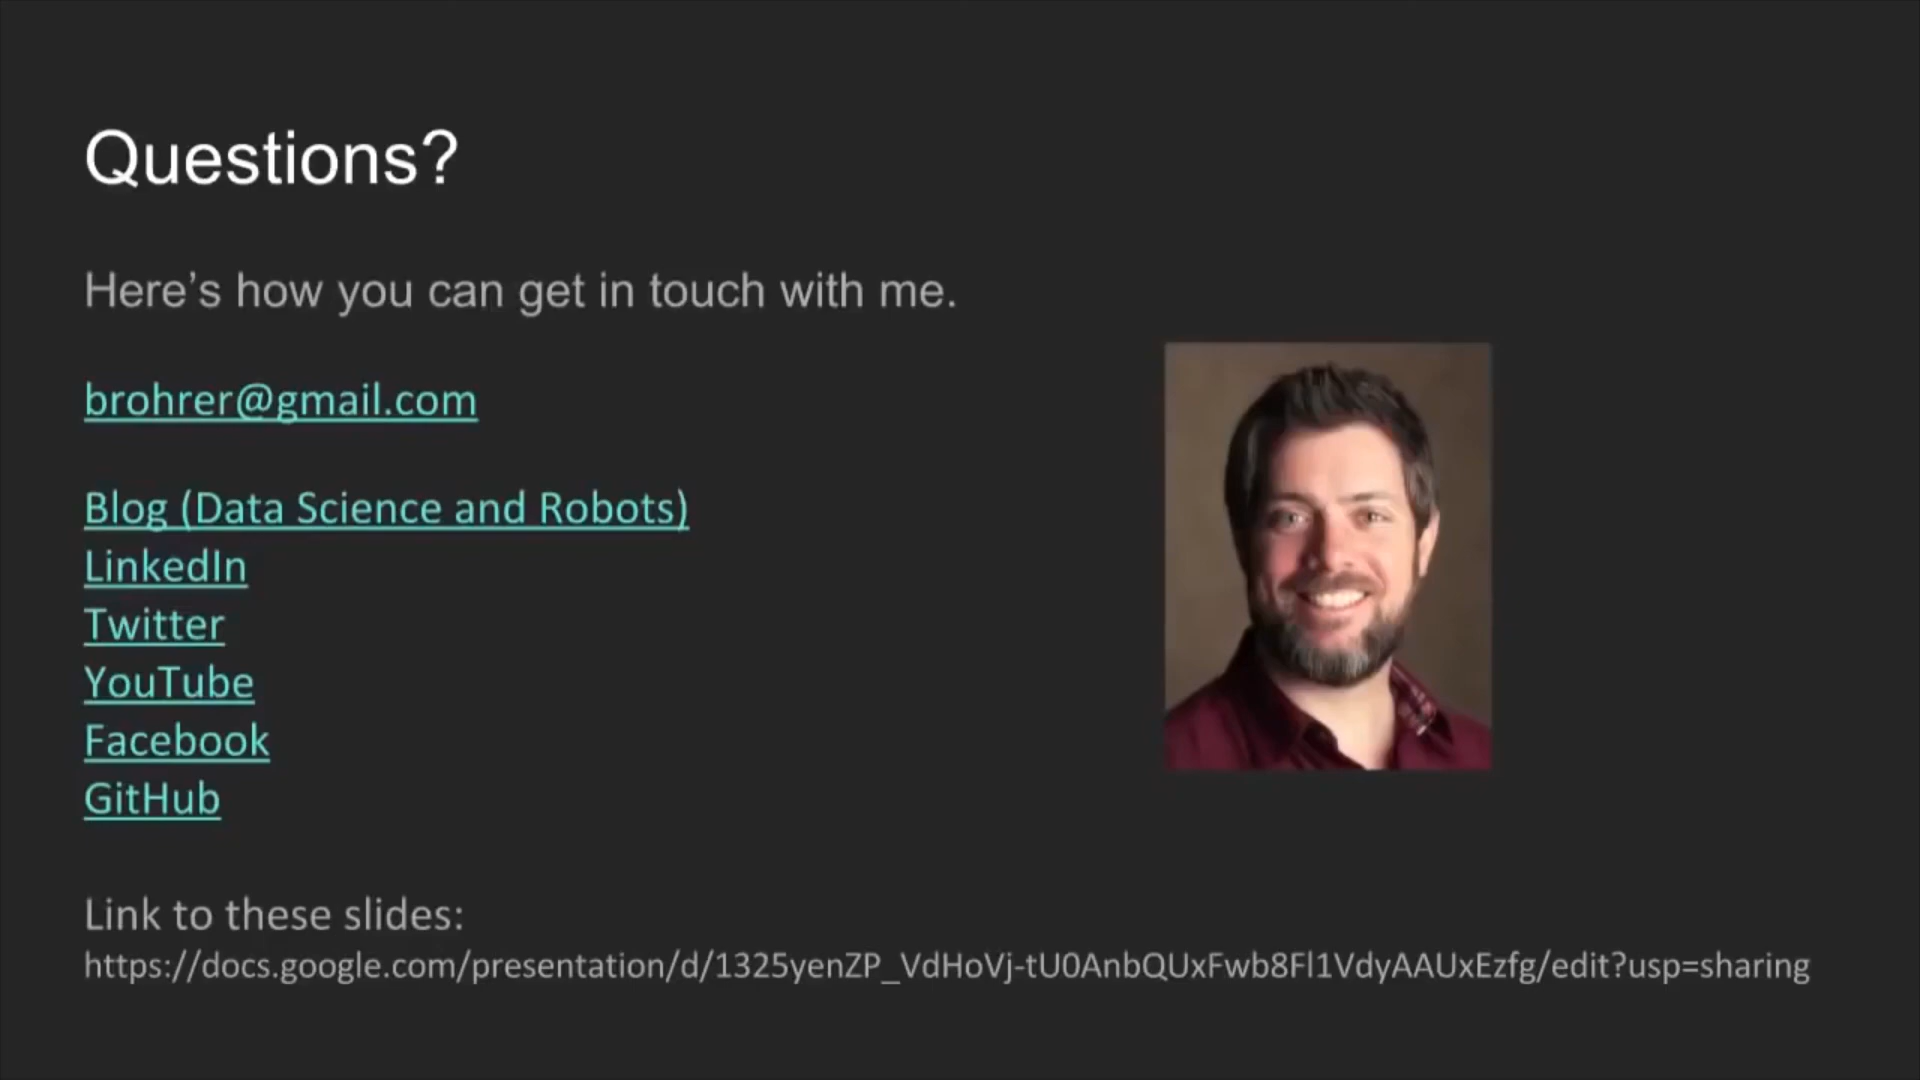 Questions?
Here’s how you can get in touch with me.
brohrer@gmail.com
Blog (Data Science and Robots)
LinkedIn
Twitter
YouTube
Facebook
GitHub
Link to these slides:
https://docs.google.com/presentation/d/1325yenZP_VdHoVj-tU0AnbQUxFwb8Fl1VdyAAUxEzfg/edit?usp=sharing